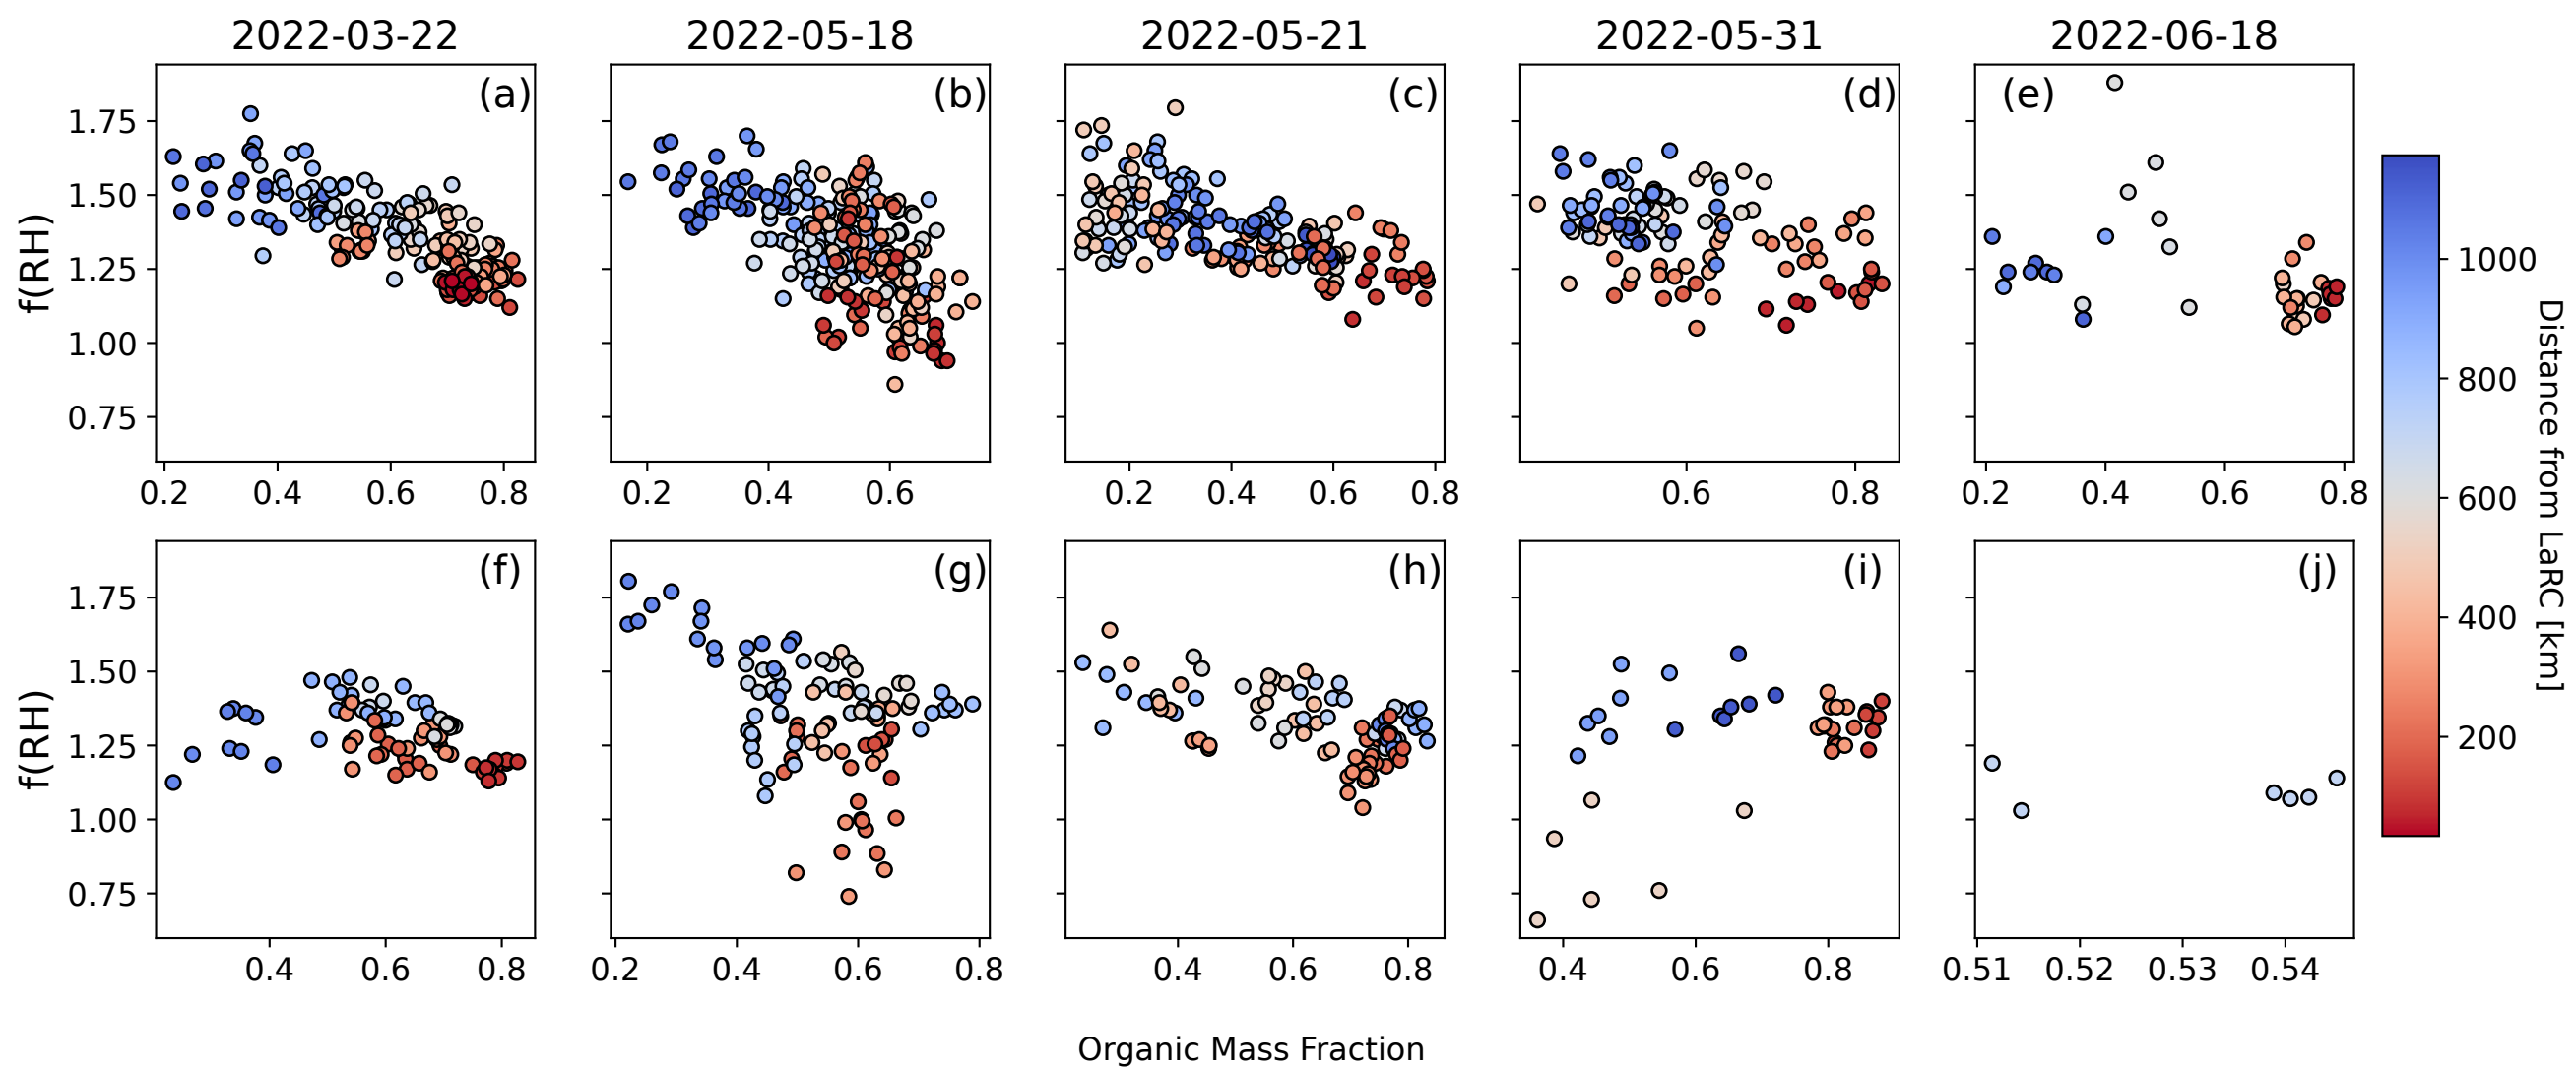 2022-03-22 2022-05-18 2022-05-21 2022-05-31 2022-06-18
(a) (b) (c) (d) (e)
f(RH)
1.75
1.50
1.25
1.00
0.75
0.2 0.4 0.6 0.8 0.2 0.4 0.6 0.2 0.4 0.6 0.8 0.6 0.8 0.2 0.4 0.6 0.8
(f) (g) (h) (i) (j)
f(RH)
1.75
1.50
1.25
1.00
0.75
0.4 0.6 0.8 0.2 0.4 0.6 0.8 0.4 0.6 0.8 0.4 0.6 0.8 0.51 0.52 0.53 0.54
Organic Mass Fraction
1000
800
600
400
200
Distance from LaRC [km]